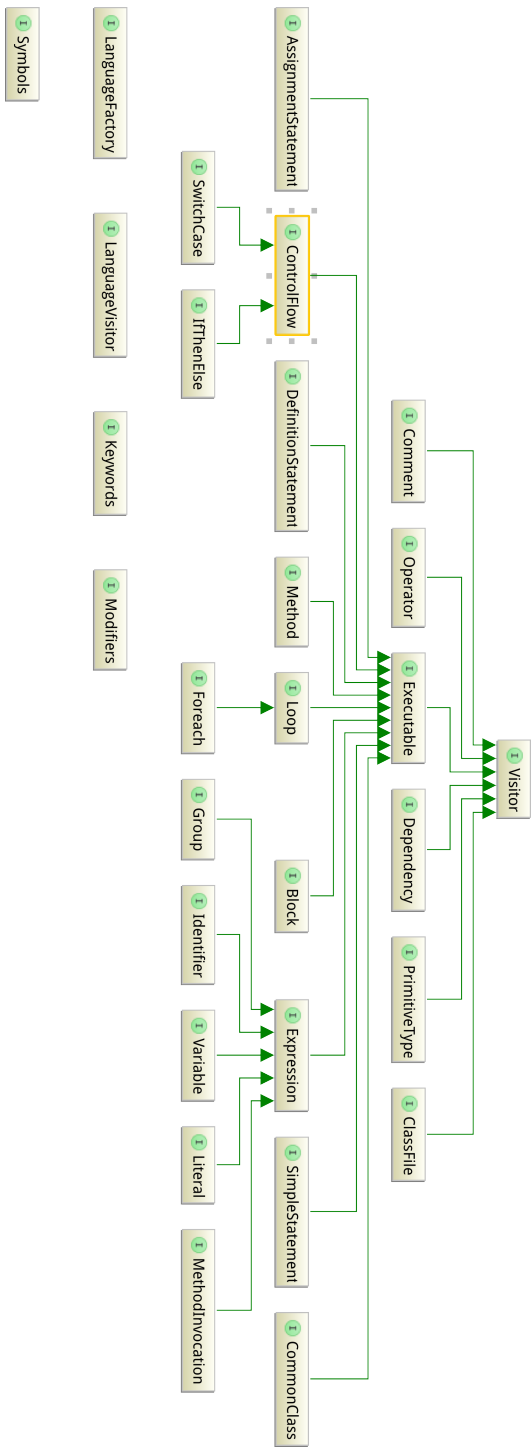 Visitor
Comment
Operator
Executable
Dependency
PrimitiveType
ClassFile
AssignmentStatement
ControlFlow
DefinitionStatement
Method
Loop
Block
Expression
SimpleStatement
CommonClass
SwitchCase
IfThenElse
Foreach
Group
Identifier
Variable
Literal
MethodInvocation
LanguageFactory
LanguageVisitor
Keywords
Modifiers
Symbols